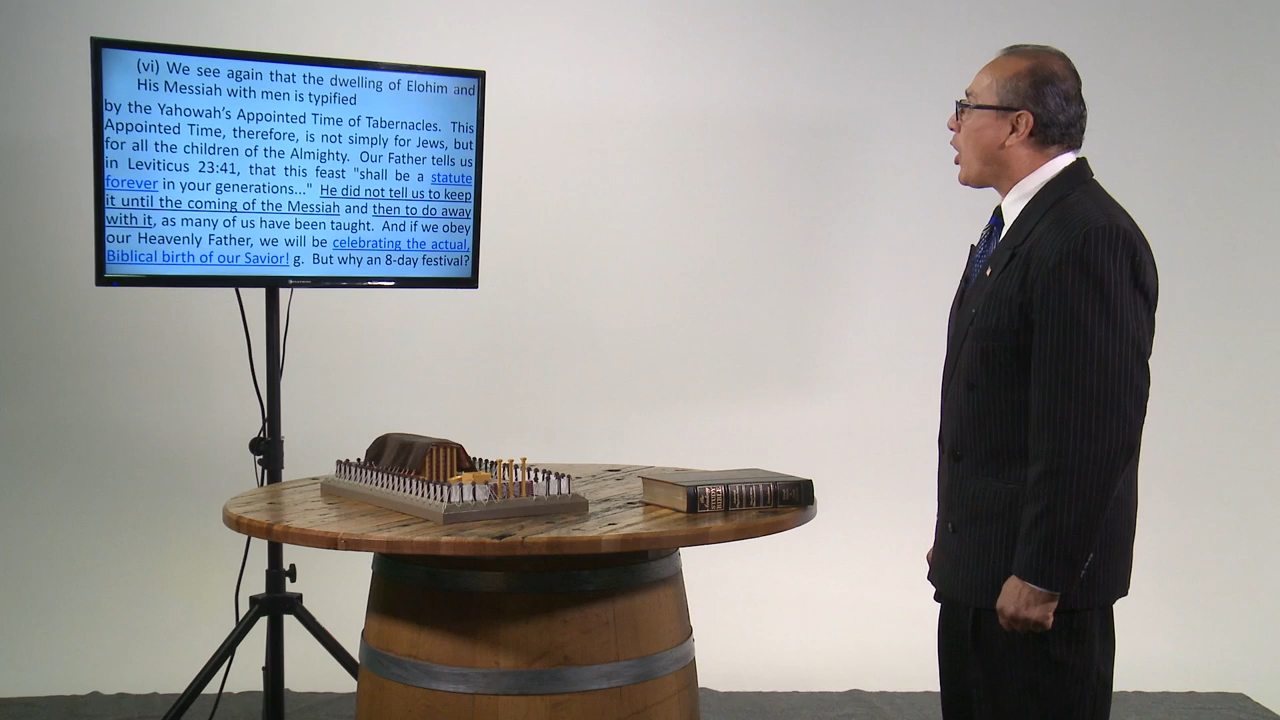 (vi) We see again that the dwelling of Elohim and
His Messiah with men is typified
by the Yahowah's Appointed Time of Tabernacles. This
Appointed Time, therefore, is not simply for Jews, but
for all the children of the Almighty. Our Father tells us
in Leviticus 23:41, that this feast "shall be a statute
forever in your generations..." He did not tell us to keep
it until the coming of the Messiah and then to do away
with it, as many of us have been taught. And if we obey
our Heavenly Father, we will be celebrating the actual,
Biblical birth of our Savior! g. But why an 8-day festival?